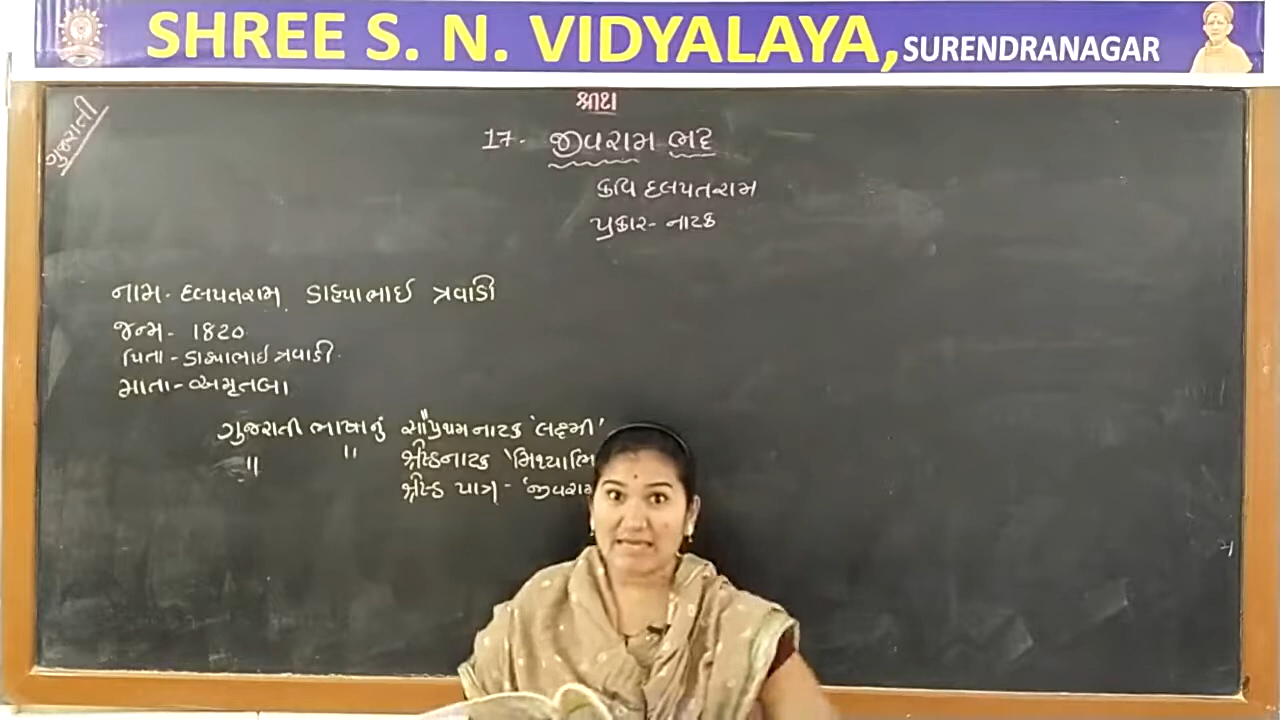 SHREE S. N. VIDYALAYA, SURENDRANAGAR
ગુજરાતી
શ્રીશ
17. જીવરામ ભટ્ટ
કવિ દલપતરામ
પ્રકાર- નાટક
નામ- દલપતરામ ડાહ્યાભાઈ ત્રવાડી
જન્મ - 1820
પિતા - ડાહ્યાભાઈ ત્રવાડી.
માતા - અમૃતબા
ગુજરાતી ભાષાનું સૌપ્રથમ નાટક 'લક્ષ્મી'
" " શ્રેષ્ઠ નાટક 'મિથ્યાભિ
શ્રેષ્ઠ પાત્ર - 'જીવરામ